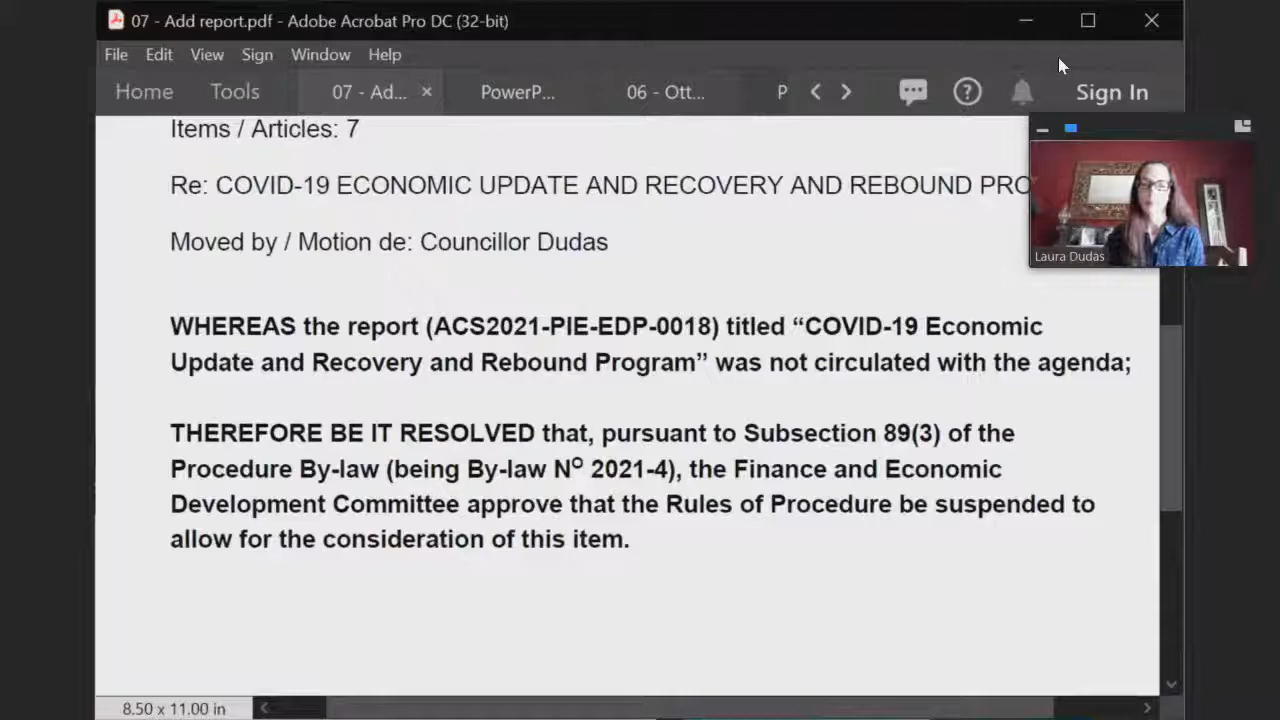 07 - Add report.pdf - Adobe Acrobat Pro DC (32-bit)
File Edit View Sign Window Help
Home Tools 07 - Ad... × PowerP... 06 - Ott... P Sign In
Items / Articles: 7
Re: COVID-19 ECONOMIC UPDATE AND RECOVERY AND REBOUND PRO
Moved by / Motion de: Councillor Dudas
Laura Dudas
WHEREAS the report (ACS2021-PIE-EDP-0018) titled “COVID-19 Economic
Update and Recovery and Rebound Program” was not circulated with the agenda;
THEREFORE BE IT RESOLVED that, pursuant to Subsection 89(3) of the
Procedure By-law (being By-law Nº 2021-4), the Finance and Economic
Development Committee approve that the Rules of Procedure be suspended to
allow for the consideration of this item.
8.50 x 11.00 in